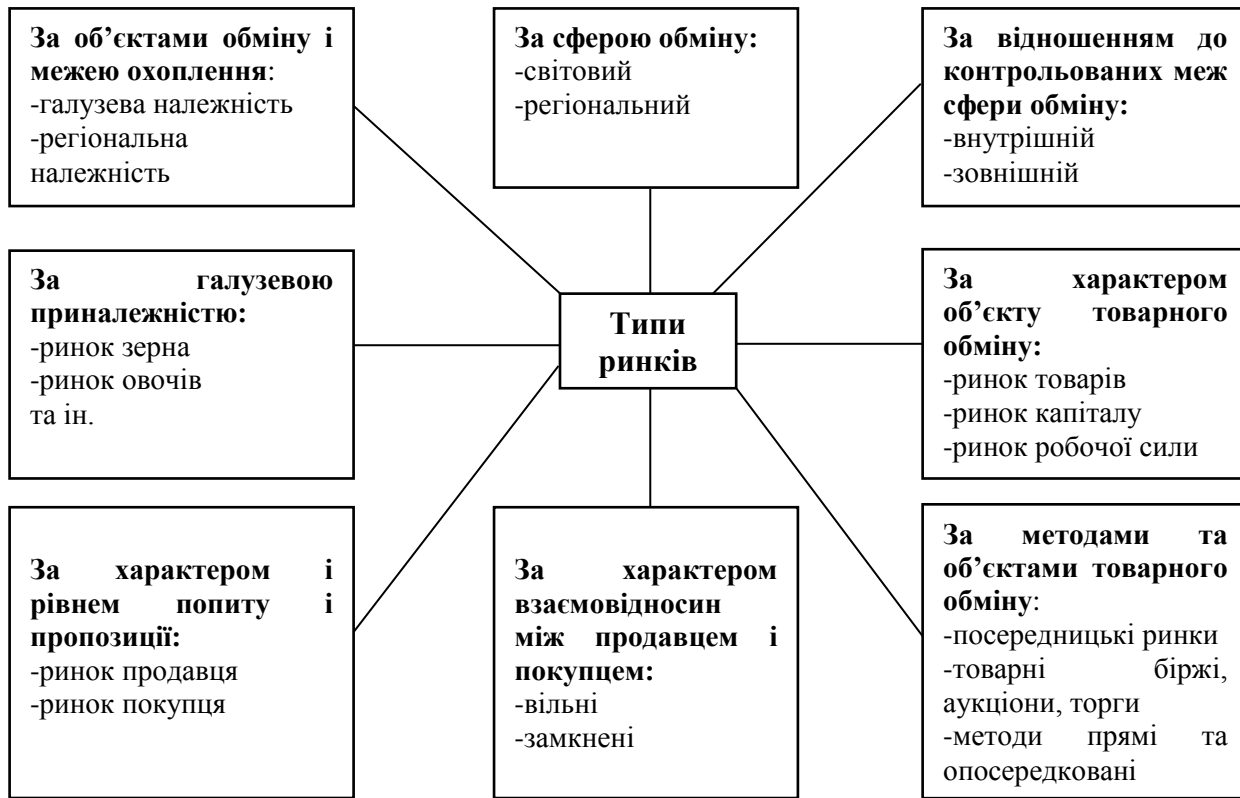 За об’єктами обміну і
межею охоплення:
-галузева належність
-регіональна
належність
За сферою обміну:
-світовий
-регіональний
За відношенням до
контрольованих меж
сфери обміну:
-внутрішній
-зовнішній
За галузевою
приналежністю:
-ринок зерна
-ринок овочів
та ін.
Типи
ринків
За характером
об’єкту товарного
обміну:
-ринок товарів
-ринок капіталу
-ринок робочої сили
За характером і
рівнем попиту і
пропозиції:
-ринок продавця
-ринок покупця
За характером
взаємовідносин
між продавцем і
покупцем:
-вільні
-замкнені
За методами та
об’єктами товарного
обміну:
-посередницькі ринки
-товарні біржі,
аукціони, торги
-методи прямі та
опосередковані